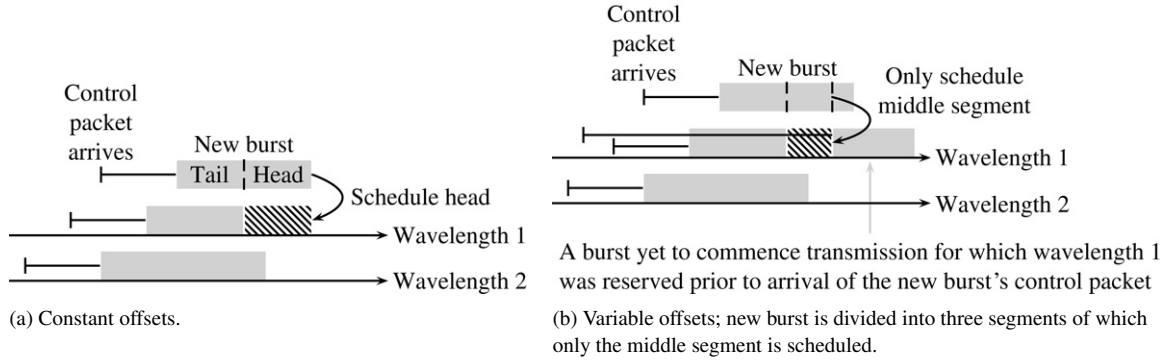 Control
packet
arrives
New burst
Tail
Head
Schedule head
Wavelength 1
Wavelength 2
(a) Constant offsets.
Control
packet
arrives
New burst
Only schedule
middle segment
Wavelength 1
Wavelength 2
A burst yet to commence transmission for which wavelength 1
was reserved prior to arrival of the new burst's control packet
(b) Variable offsets; new burst is divided into three segments of which
only the middle segment is scheduled.